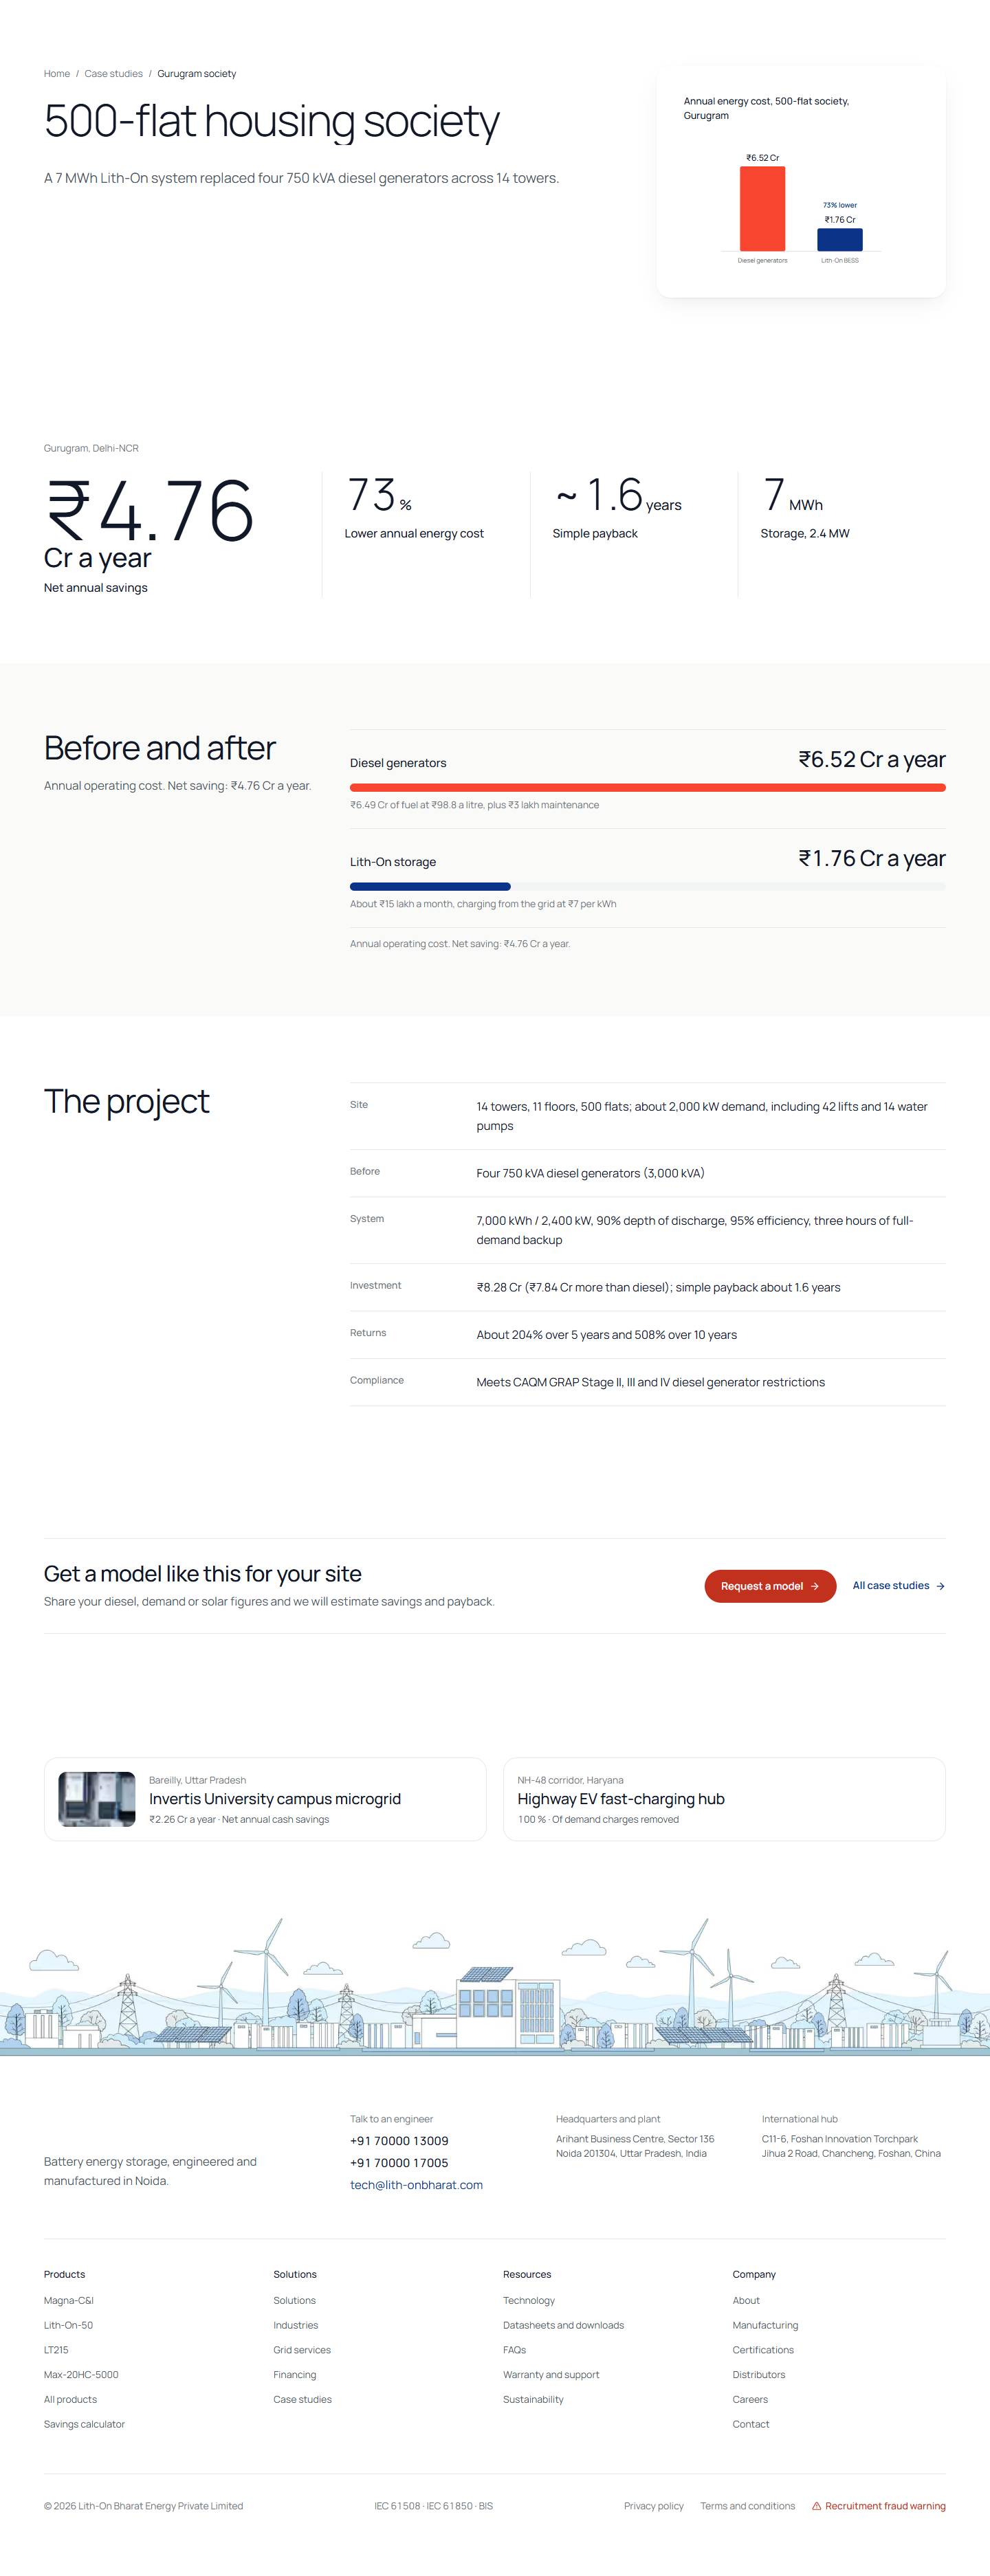 Home / Case studies / Gurugram society
500-flat housing society
A 7 MWh Lith-On system replaced four 750 kVA diesel generators across 14 towers.
Annual energy cost, 500-flat society,
Gurugram
₹6.52 Cr
73% lower
₹1.76 Cr
Diesel generators
Lith-On BESS
Gurugram, Delhi-NCR
₹4.76
Cr a year
Net annual savings
73 %
Lower annual energy cost
~ 1.6 years
Simple payback
7 MWh
Storage, 2.4 MW
Before and after
Annual operating cost. Net saving: ₹4.76 Cr a year.
Diesel generators
₹6.52 Cr a year
₹6.49 Cr of fuel at ₹98.8 a litre, plus ₹3 lakh maintenance
Lith-On storage
₹1.76 Cr a year
About ₹15 lakh a month, charging from the grid at ₹7 per kWh
Annual operating cost. Net saving: ₹4.76 Cr a year.
The project
Site
14 towers, 11 floors, 500 flats; about 2,000 kW demand, including 42 lifts and 14 water
pumps
Before
Four 750 kVA diesel generators (3,000 kVA)
System
7,000 kWh / 2,400 kW, 90% depth of discharge, 95% efficiency, three hours of full-
demand backup
Investment
₹8.28 Cr (₹7.84 Cr more than diesel); simple payback about 1.6 years
Returns
About 204% over 5 years and 508% over 10 years
Compliance
Meets CAQM GRAP Stage II, III and IV diesel generator restrictions
Get a model like this for your site
Share your diesel, demand or solar figures and we will estimate savings and payback.
Request a model →
All case studies →
Bareilly, Uttar Pradesh
Invertis University campus microgrid
₹2.26 Cr a year · Net annual cash savings
NH-48 corridor, Haryana
Highway EV fast-charging hub
100 % · Of demand charges removed
Battery energy storage, engineered and
manufactured in Noida.
Talk to an engineer
+91 70000 13009
+91 70000 17005
tech@lith-onbharat.com
Headquarters and plant
Arihant Business Centre, Sector 136
Noida 201304, Uttar Pradesh, India
International hub
C11-6, Foshan Innovation Torchpark
Jihua 2 Road, Chancheng, Foshan, China
Products
Magna-C&I
Lith-On-50
LT215
Max-20HC-5000
All products
Savings calculator
Solutions
Solutions
Industries
Grid services
Financing
Case studies
Resources
Technology
Datasheets and downloads
FAQs
Warranty and support
Sustainability
Company
About
Manufacturing
Certifications
Distributors
Careers
Contact
© 2026 Lith-On Bharat Energy Private Limited
IEC 61508 · IEC 61850 · BIS
Privacy policy
Terms and conditions
Recruitment fraud warning